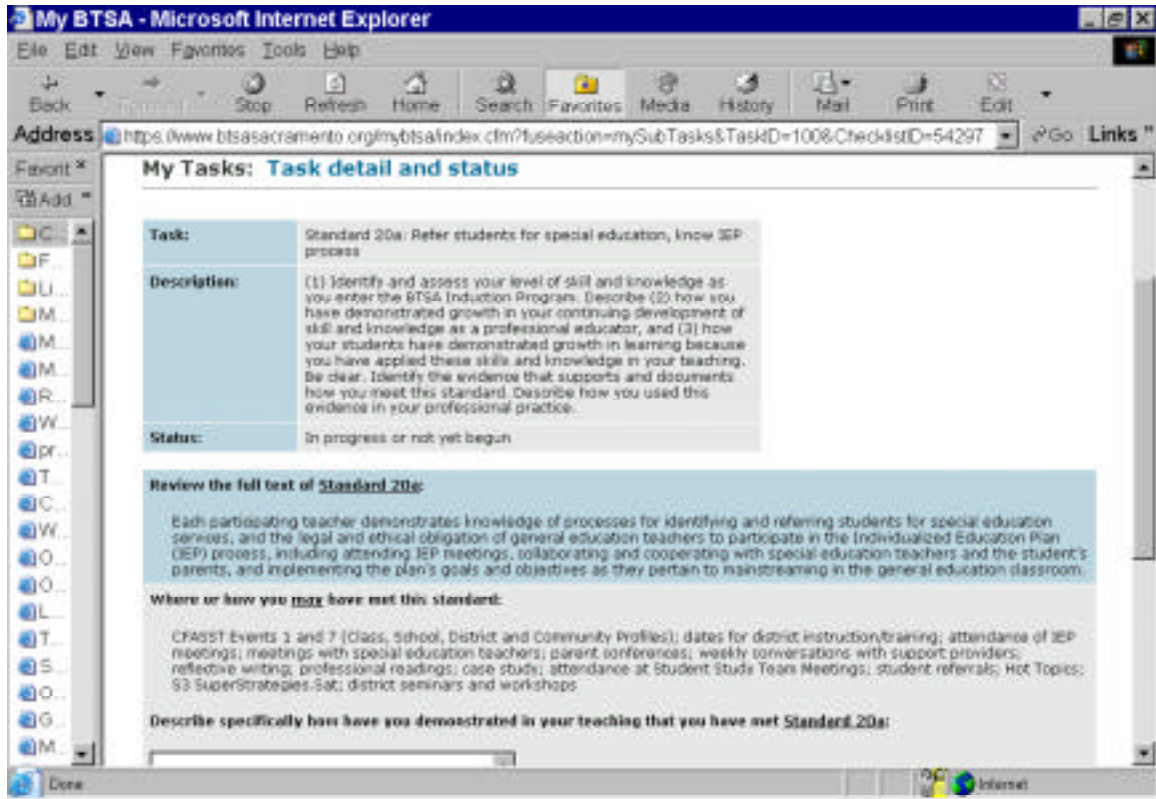 My BTSA - Microsoft Internet Explorer
File Edit View Favorites Tools Help
Back Forward Stop Refresh Home Search Favorites Media History Mail Print Edit
Address https://www.btsasacramento.org/mybtsa/index.cfm?fuseaction=mySubTasks&TaskID=100&ChecklistID=54297 Go Links "
Favorit ×
Add
My Tasks: Task detail and status
C...
F...
Li...
M...
M...
M...
R...
W...
pr...
T...
C...
W...
O...
O...
L...
T...
S...
O...
G...
M...
Task: Standard 20a: Refer students for special education, know IEP
process
Description: (1) Identify and assess your level of skill and knowledge as
you enter the BTSA Induction Program. Describe (2) how you
have demonstrated growth in your continuing development of
skill and knowledge as a professional educator, and (3) how
your students have demonstrated growth in learning because
you have applied these skills and knowledge in your teaching.
Be clear. Identify the evidence that supports and documents
how you meet this standard. Describe how you used this
evidence in your professional practice.
Status: In progress or not yet begun
Review the full text of Standard 20a:
Each participating teacher demonstrates knowledge of processes for identifying and referring students for special education
services, and the legal and ethical obligation of general education teachers to participate in the Individualized Education Plan
(IEP) process, including attending IEP meetings, collaborating and cooperating with special education teachers and the student's
parents, and implementing the plan's goals and objectives as they pertain to mainstreaming in the general education classroom.
Where or how you may have met this standard:
CFASST Events 1 and 7 (Class, School, District and Community Profiles); dates for district instruction/training; attendance of IEP
meetings; meetings with special education teachers; parent conferences; weekly conversations with support providers;
reflective writing; professional readings; case study; attendance at Student Study Team Meetings; student referrals; Hot Topics;
S3 SuperStrategies.Sat; district seminars and workshops
Describe specifically how have you demonstrated in your teaching that you have met Standard 20a:
Done Internet